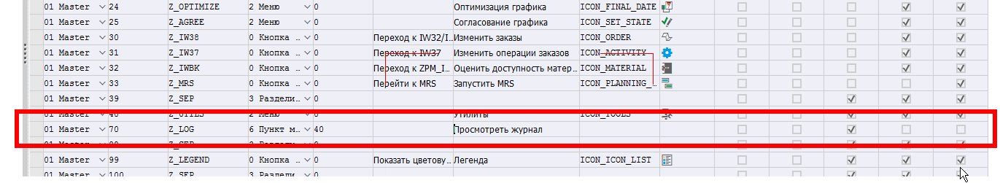 01 Master 24 Z_OPTIMIZE 2 Меню 0 Оптимизация графика ICON_FINAL_DATE
01 Master 25 Z_AGREE 2 Меню 0 Согласование графика ICON_SET_STATE
01 Master 30 Z_IW38 0 Кнопка … 0 Переход к IW32/I… Изменить заказы ICON_ORDER
01 Master 31 Z_IW37 0 Кнопка … 0 Переход к IW37 Изменить операции заказов ICON_ACTIVITY
01 Master 32 Z_IWBK 0 Кнопка … 0 Переход к ZPM_I… Оценить доступность матер… ICON_MATERIAL
01 Master 33 Z_MRS 0 Кнопка … 0 Перейти к MRS Запустить MRS ICON_PLANNING_…
01 Master 39 Z_SEP 3 Раздели… 0
01 Master 40 Z_UTILS 2 Меню 0 Утилиты ICON_TOOLS
01 Master 70 Z_LOG 6 Пункт м… 40 Просмотреть журнал
Z_SEP
01 Master 99 Z_LEGEND 0 Кнопка … 0 Показать цветову… Легенда ICON_ICON_LIST
01 Master 100 Z_SEP 3 Раздели… 0